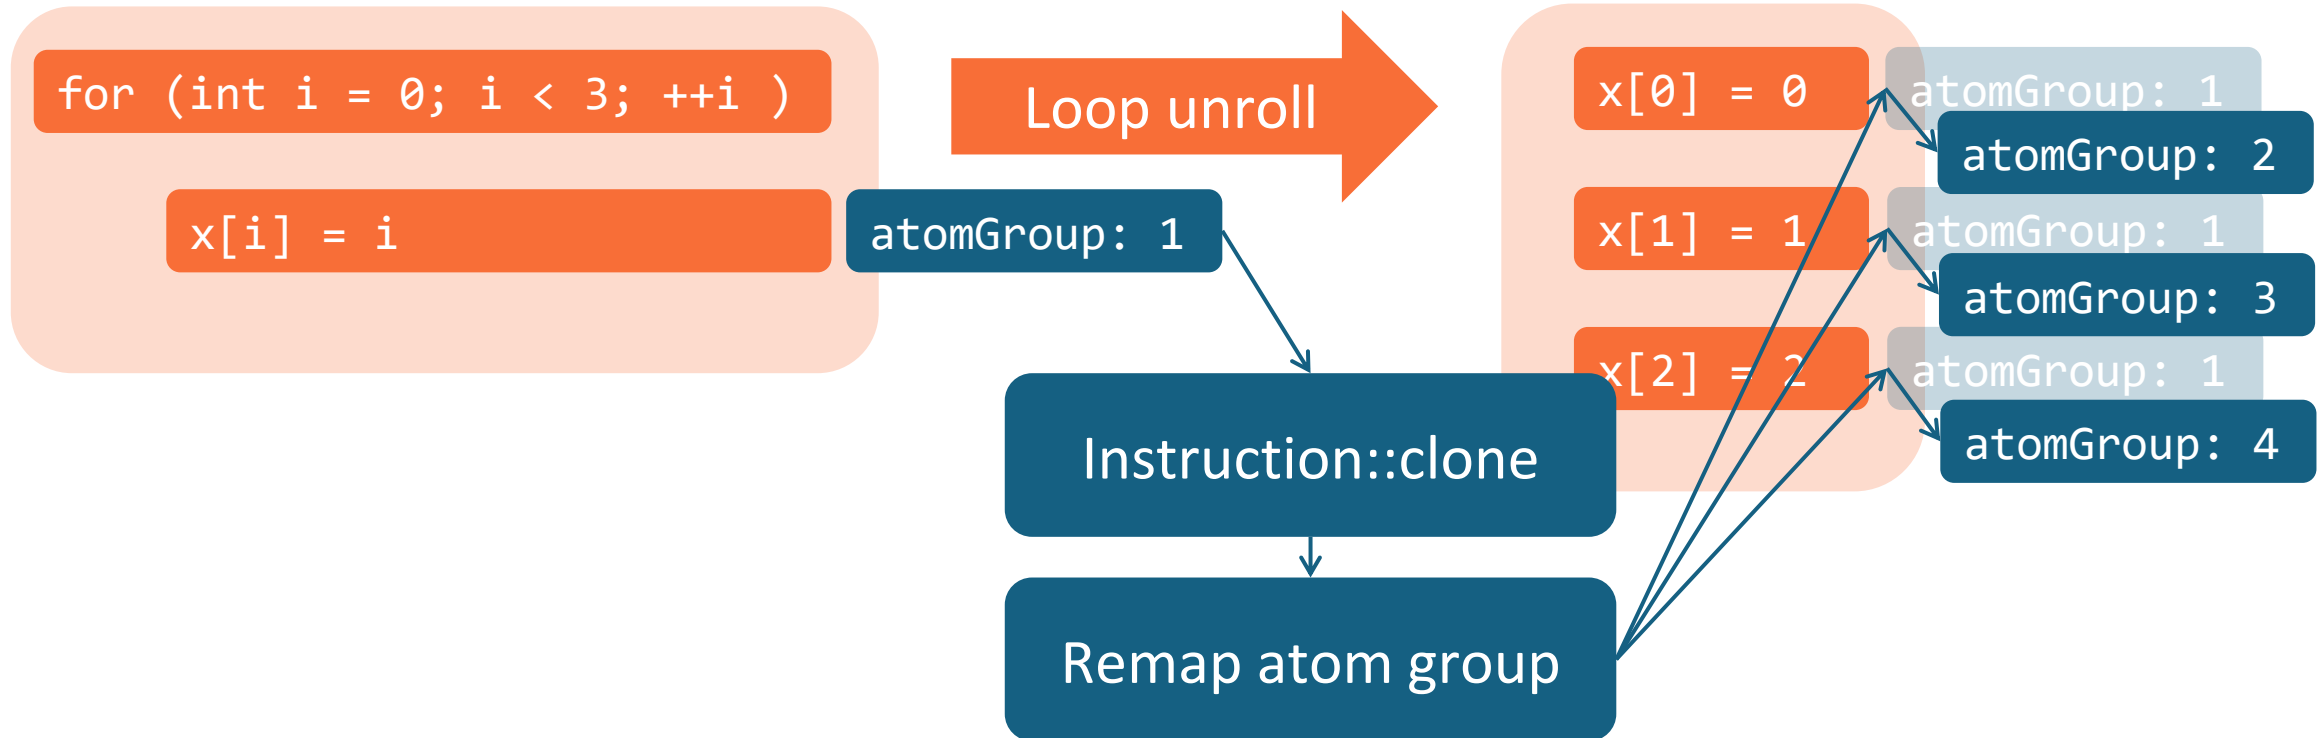 for (int i = 0; i < 3; ++i )
x[i] = i
atomGroup: 1
Loop unroll
Instruction::clone
Remap atom group
x[0] = 0
atomGroup: 1
atomGroup: 2
x[1] = 1
atomGroup: 1
atomGroup: 3
x[2] = 2
atomGroup: 1
atomGroup: 4